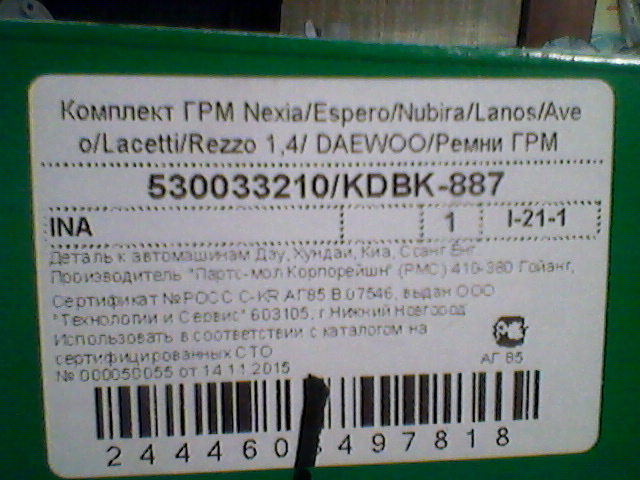 Комплект ГРМ Nexia/Espero/Nubira/Lanos/Ave
o/Lacetti/Rezzo 1,4/ DAEWOO/Ремни ГРМ
530033210/KDBK-887
INA 1 I-21-1
Деталь к автомашинам Дэу, Хундай, Киа, Ссанг Енг.
Производитель "Партс-мол Корпорейшн" (РМС) 410-380 Гойанг,
Сертификат №РОСС C-KR АГ85 В.07546, выдан ООО
"Технологии и Сервис" 603105, г.Нижний Новгород
Использовать в соответствии с каталогом на
сертифицированных СТО
АГ 85
№ 000050055 от 14.11.2015
244460 497818